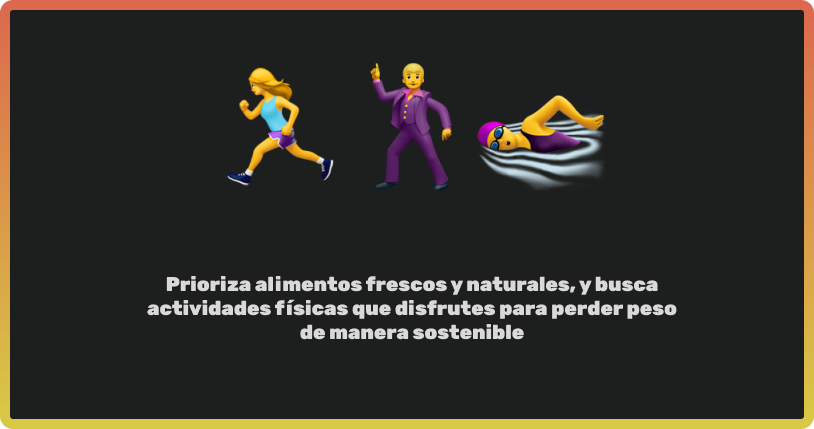 Prioriza alimentos frescos y naturales, y busca
actividades físicas que disfrutes para perder peso
de manera sostenible